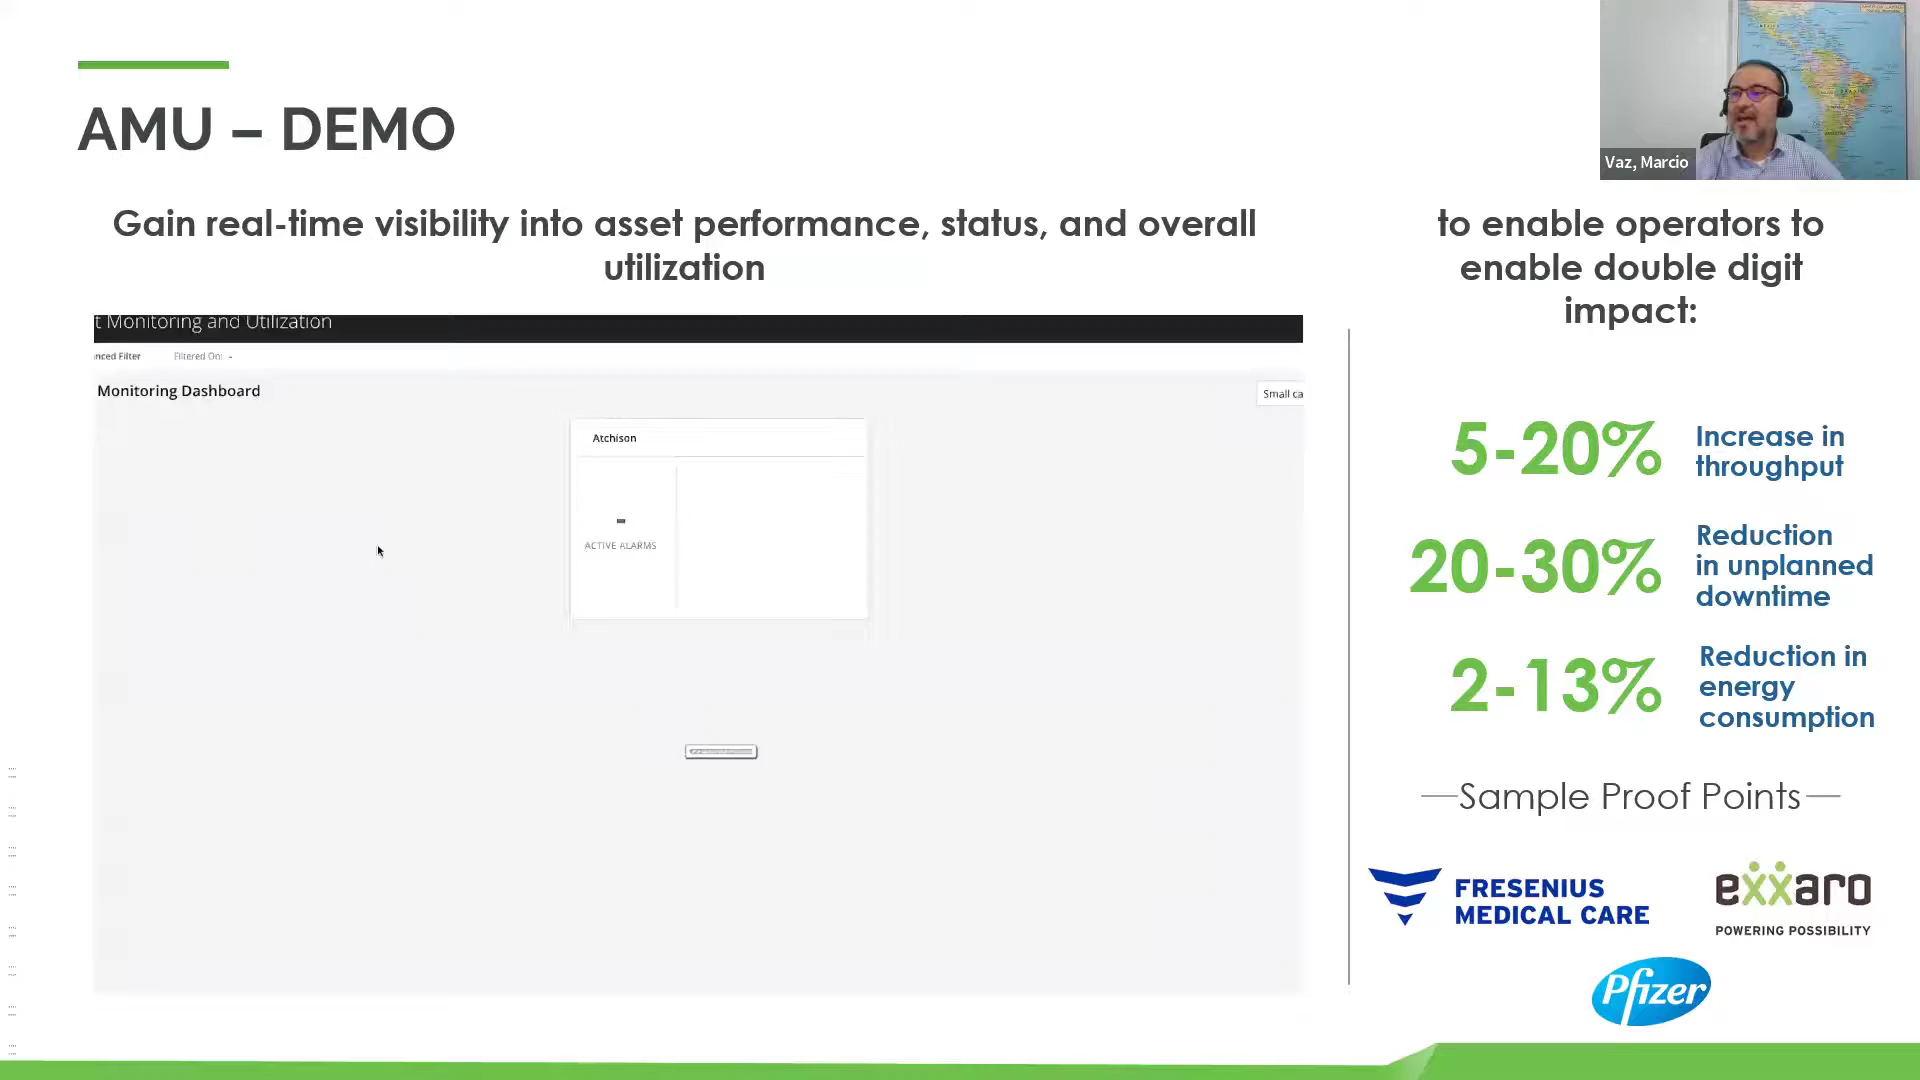 AMU – DEMO
Vaz, Marcio
Gain real-time visibility into asset performance, status, and overall
utilization
to enable operators to
enable double digit
impact:
t Monitoring and Utilization
nced Filter
Filtered On: -
Monitoring Dashboard
Small ca
Atchison
-
ACTIVE ALARMS
5-20%
Increase in
throughput
20-30%
Reduction
in unplanned
downtime
2-13%
Reduction in
energy
consumption
Sample Proof Points
FRESENIUS
MEDICAL CARE
exxaro
POWERING POSSIBILITY
Pfizer